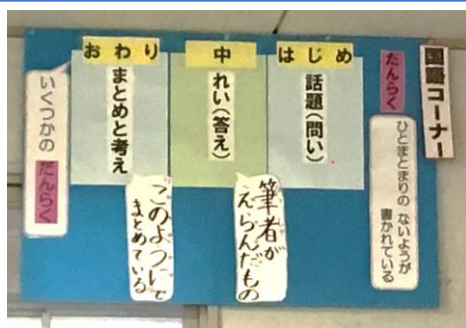 国語コーナー
だんらく
ひとまとまりの ないようが
書かれている
はじめ
話題(問い)
中
れい(答え)
筆者が
えらんだもの
おわり
まとめと考え
このようにで
まとめている
いくつかの
だんらく